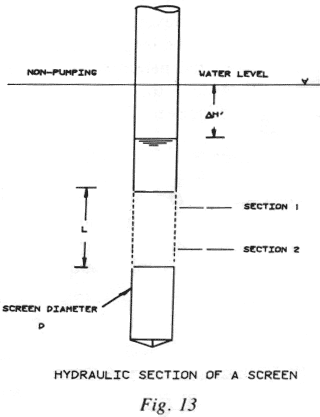 NON-PUMPING WATER LEVEL
ΔH'
L
SECTION 1
SECTION 2
SCREEN DIAMETER
D
HYDRAULIC SECTION OF A SCREEN
Fig. 13